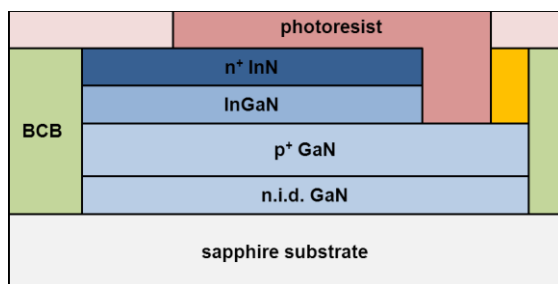 photoresist
n⁺ InN
InGaN
BCB
p⁺ GaN
n.i.d. GaN
sapphire substrate